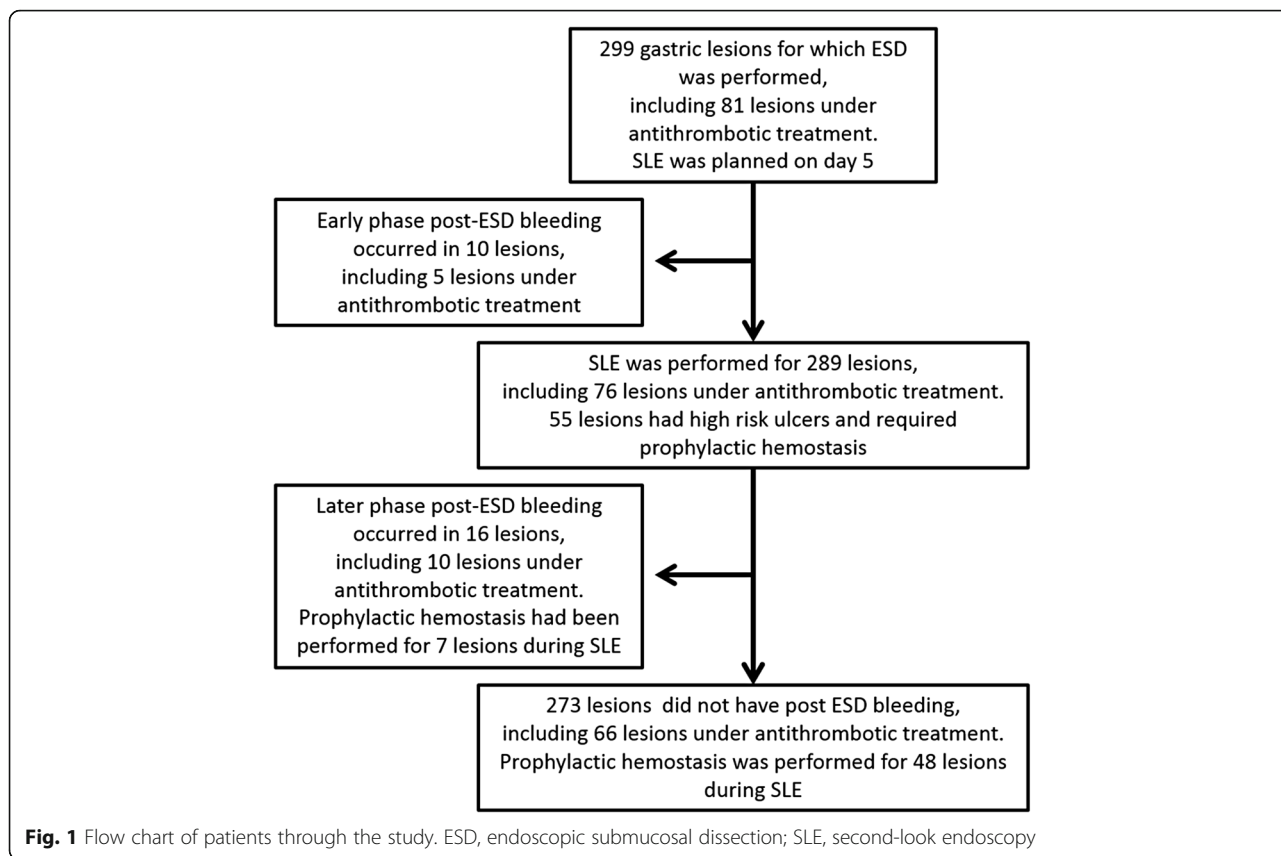 299 gastric lesions for which ESD
was performed,
including 81 lesions under
antithrombotic treatment.
SLE was planned on day 5
Early phase post-ESD bleeding
occurred in 10 lesions,
including 5 lesions under
antithrombotic treatment
SLE was performed for 289 lesions,
including 76 lesions under antithrombotic treatment.
55 lesions had high risk ulcers and required
prophylactic hemostasis
Later phase post-ESD bleeding
occurred in 16 lesions,
including 10 lesions under
antithrombotic treatment.
Prophylactic hemostasis had been
performed for 7 lesions during SLE
273 lesions did not have post ESD bleeding,
including 66 lesions under antithrombotic treatment.
Prophylactic hemostasis was performed for 48 lesions
during SLE
Fig. 1 Flow chart of patients through the study. ESD, endoscopic submucosal dissection; SLE, second-look endoscopy